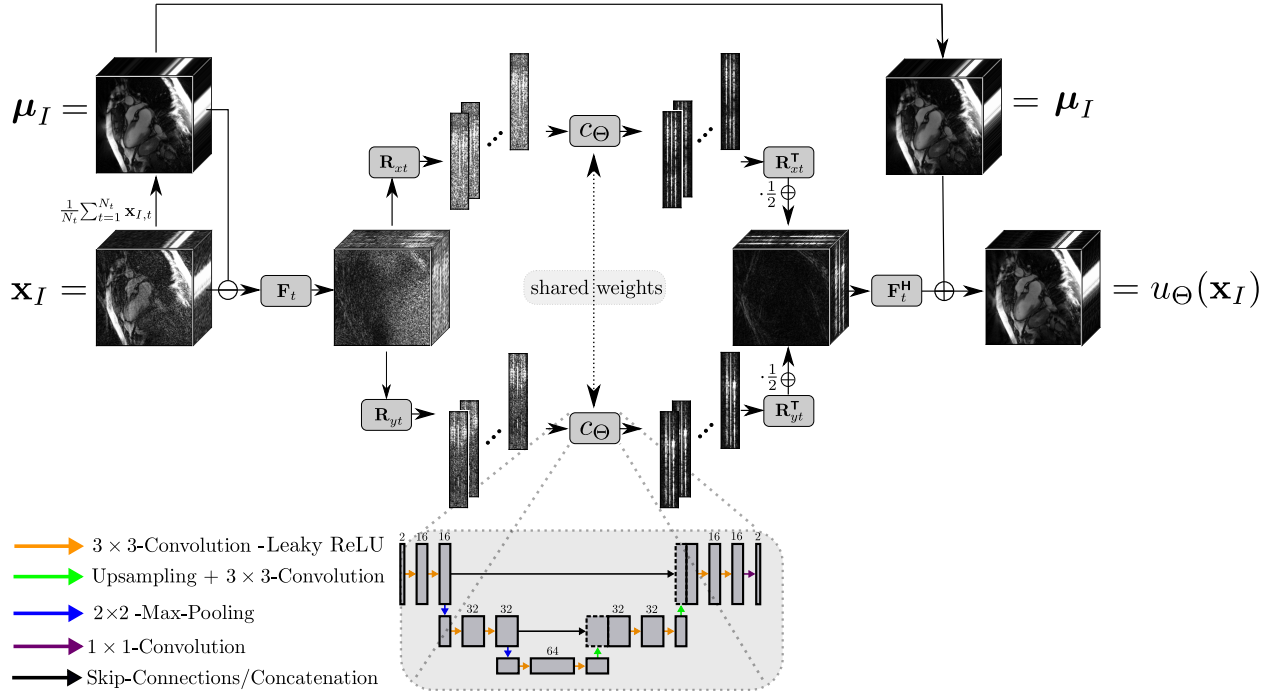 𝝁_I =
= 𝝁_I
R_xt
c_Θ
R_xt^T
1/N_t ∑_{t=1}^{N_t} x_{I,t}
· 1/2
x_I =
F_t
shared weights
F_t^H
= u_Θ(x_I)
· 1/2
R_yt
c_Θ
R_yt^T
2 16 16
16 16 2
3 × 3-Convolution -Leaky ReLU
Upsampling + 3 × 3-Convolution
2×2 -Max-Pooling
32 32
32 32
1 × 1-Convolution
64
Skip-Connections/Concatenation